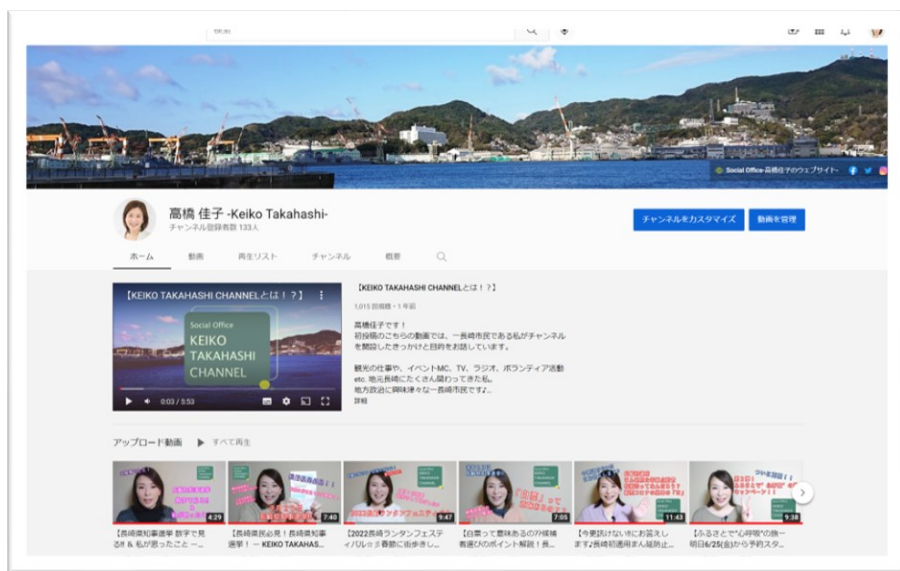 Social Office-高橋佳子のウェブサイト-
高橋 佳子 -Keiko Takahashi-
チャンネル登録者数 133人
チャンネルをカスタマイズ
動画を管理
ホーム 動画 再生リスト チャンネル 概要
【KEIKO TAKAHASHI CHANNELとは!?】
Social Office
KEIKO
TAKAHASHI
CHANNEL
0:03 / 5:53
【KEIKO TAKAHASHI CHANNELとは!?】
1,015 回視聴・1 年前
高橋佳子です!
初投稿のこちらの動画では、一長崎市民である私がチャンネル
を開設したきっかけと目的をお話しています。
観光の仕事や、イベントMC、TV、ラジオ、ボランティア活動
etc. 地元長崎にたくさん関わってきた私。
地方政治に興味津々な一長崎市民です♪...
詳細
アップロード動画 ▶ すべて再生
4:29
7:40
9:47
7:05
11:43
9:38
【長崎県知事選挙 数字で見
る!! & 私が思ったこと ー...
【長崎県民必見!長崎県知事
選挙! ー KEIKO TAKAHAS...
【2022長崎ランタンフェステ
ィバル☆彡春節に街歩きし...
【白票って意味あるの?/候補
者選びのポイント解説!長...
【今更訊けない!!にお答えし
ます♪長崎初適用まん延防止...
【ふるさとで"心呼吸"の旅ー
明日6/25(金)から予約スタ...